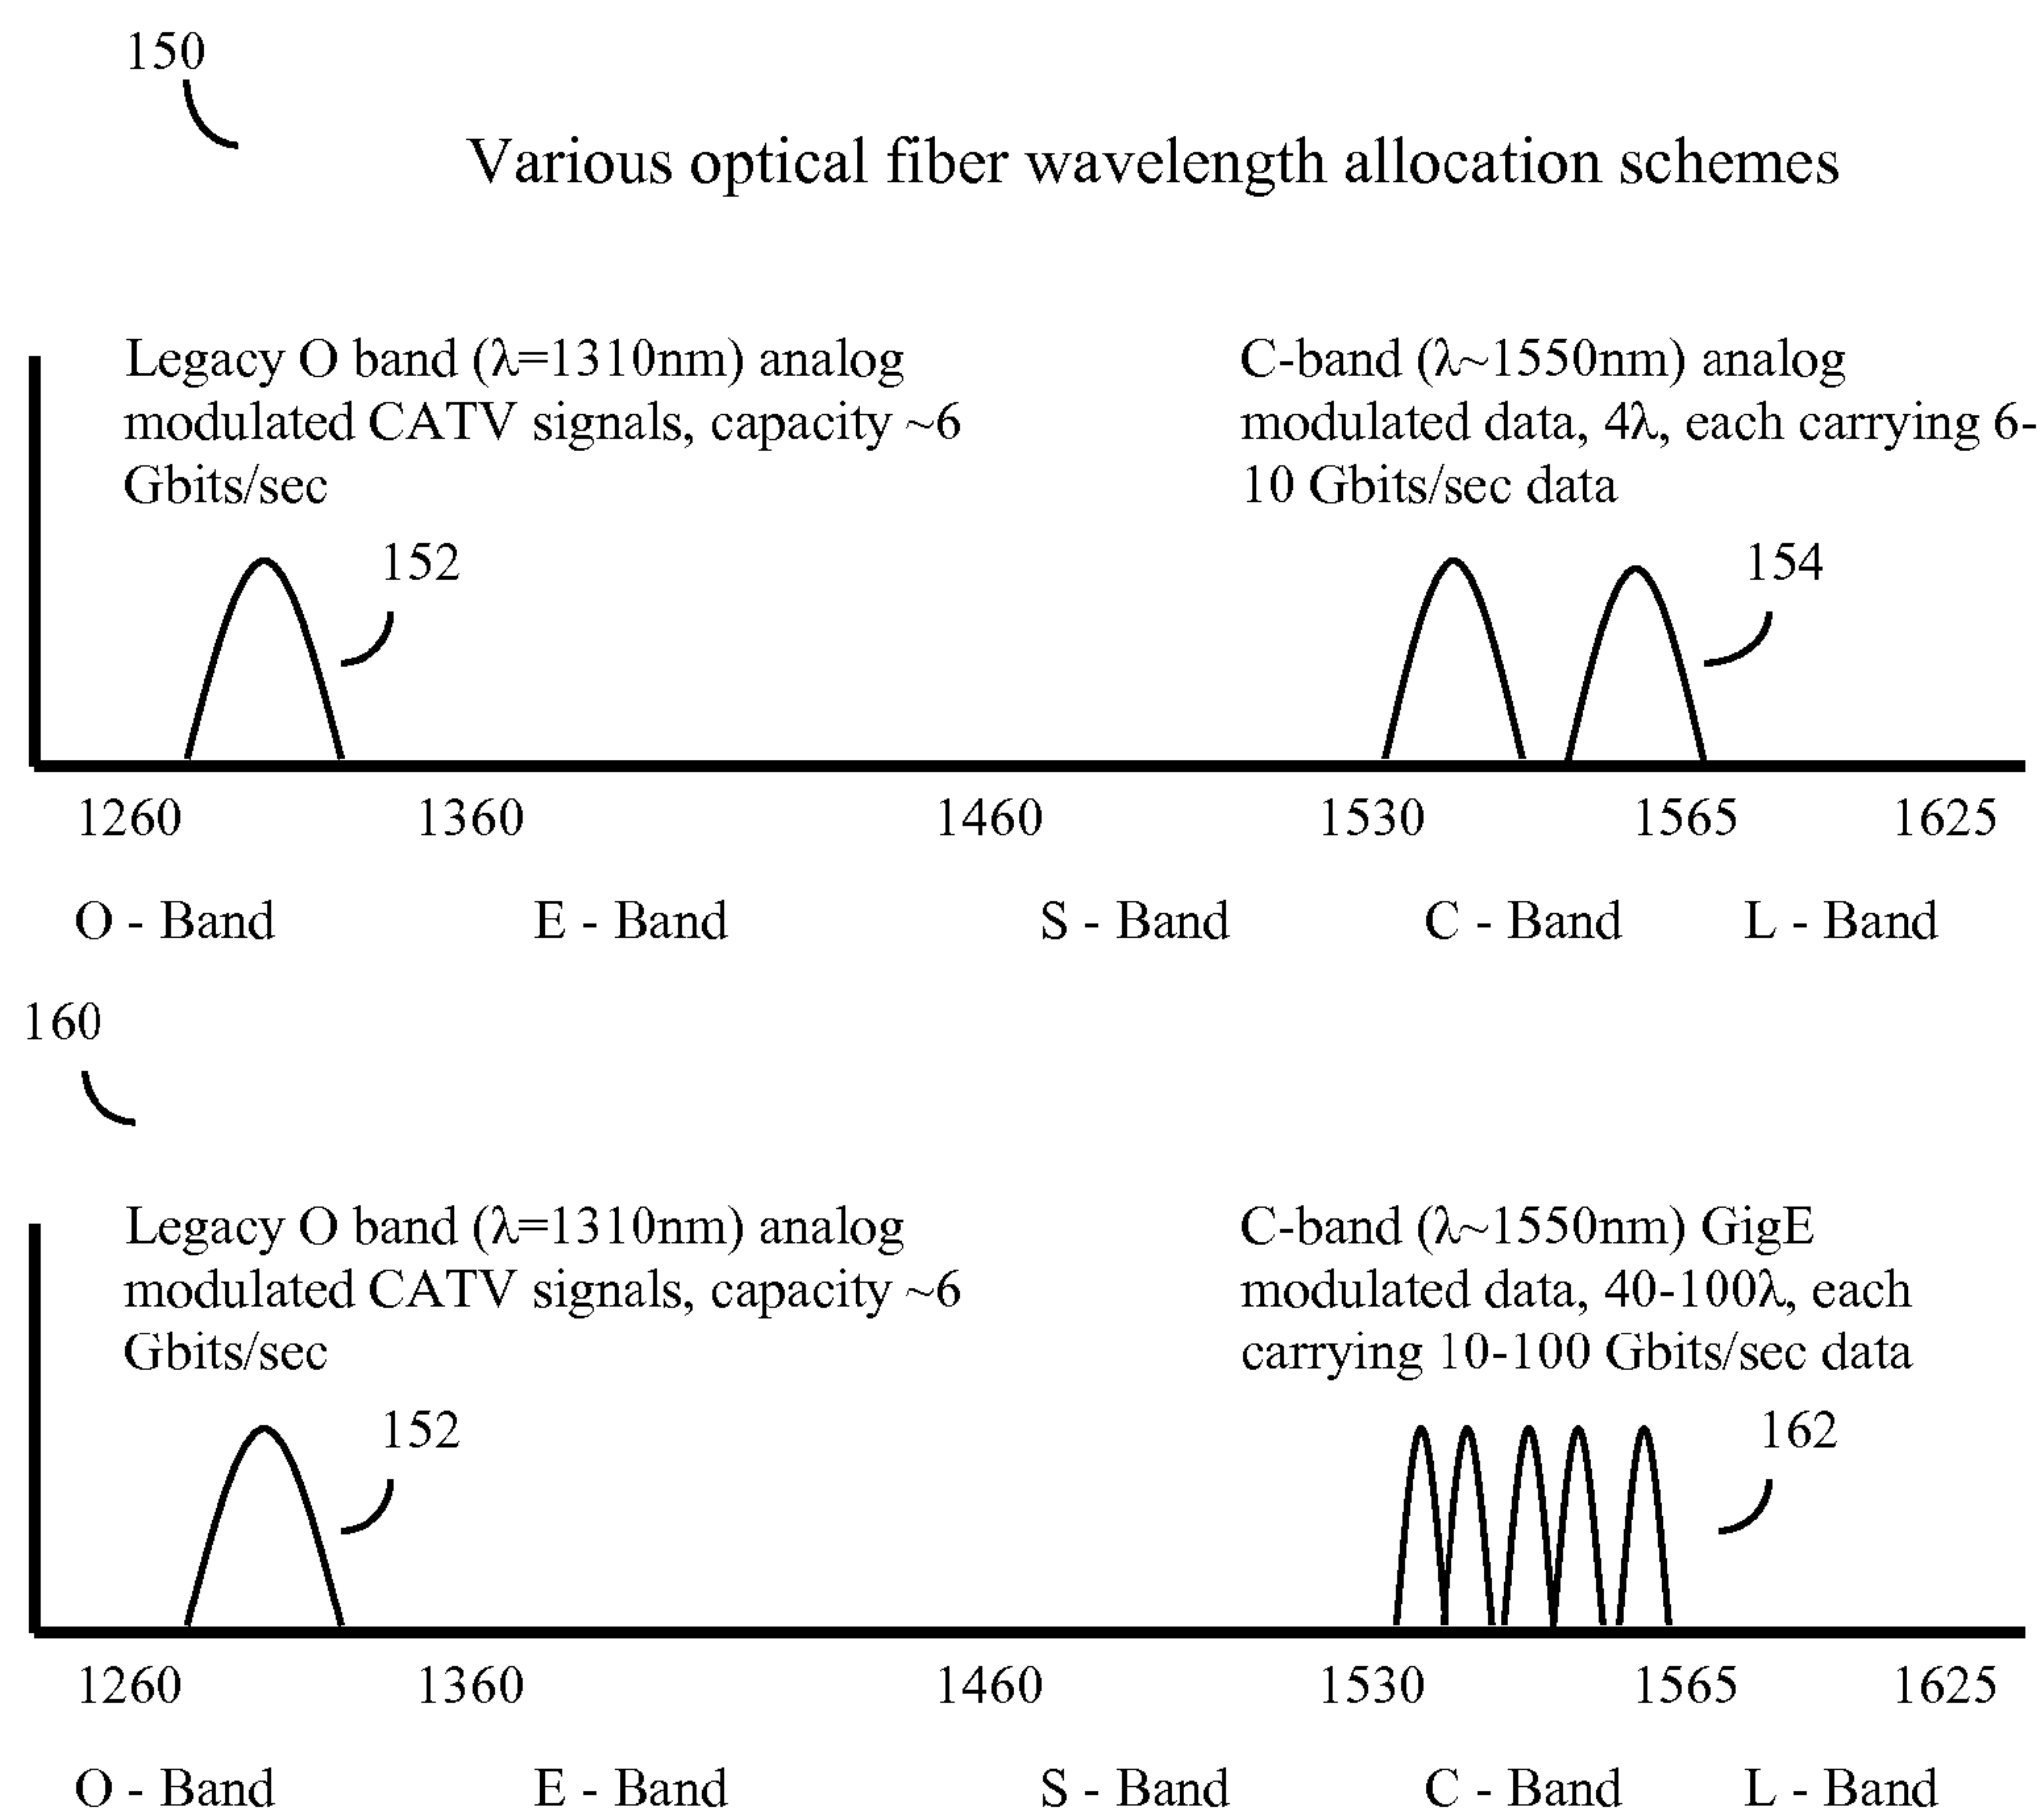 150
Various optical fiber wavelength allocation schemes
Legacy O band (λ=1310nm) analog
modulated CATV signals, capacity ~6
Gbits/sec
C-band (λ~1550nm) analog
modulated data, 4λ, each carrying 6-
10 Gbits/sec data
152
154
1260 1360 1460 1530 1565 1625
O - Band E - Band S - Band C - Band L - Band
160
Legacy O band (λ=1310nm) analog
modulated CATV signals, capacity ~6
Gbits/sec
C-band (λ~1550nm) GigE
modulated data, 40-100λ, each
carrying 10-100 Gbits/sec data
152
162
1260 1360 1460 1530 1565 1625
O - Band E - Band S - Band C - Band L - Band